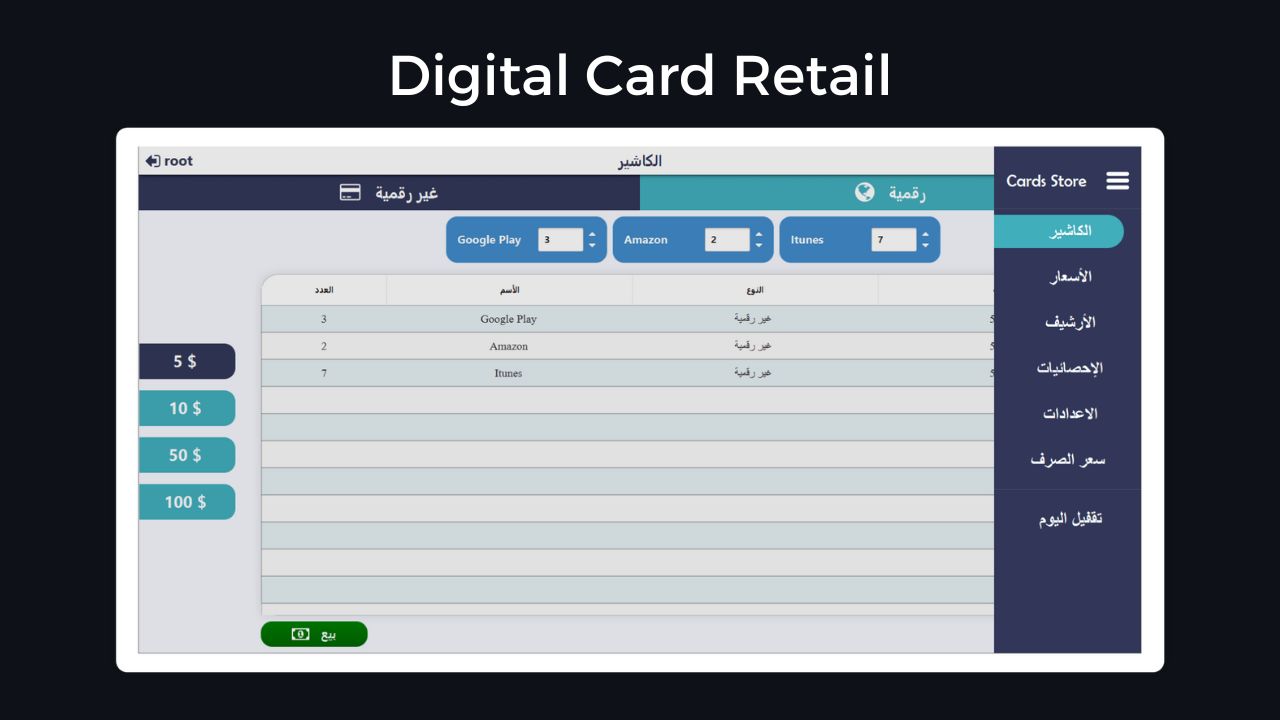 Digital Card Retail
root
الكاشير
Cards Store
رقمية
غير رقمية
Google Play 3
Amazon 2
Itunes 7
العدد
الأسم
النوع
3 Google Play غير رقمية 5
2 Amazon غير رقمية 5
7 Itunes غير رقمية 5
5 $
10 $
50 $
100 $
بيع
الكاشير
الأسعار
الأرشيف
الإحصائيات
الاعدادات
سعر الصرف
تقفيل اليوم